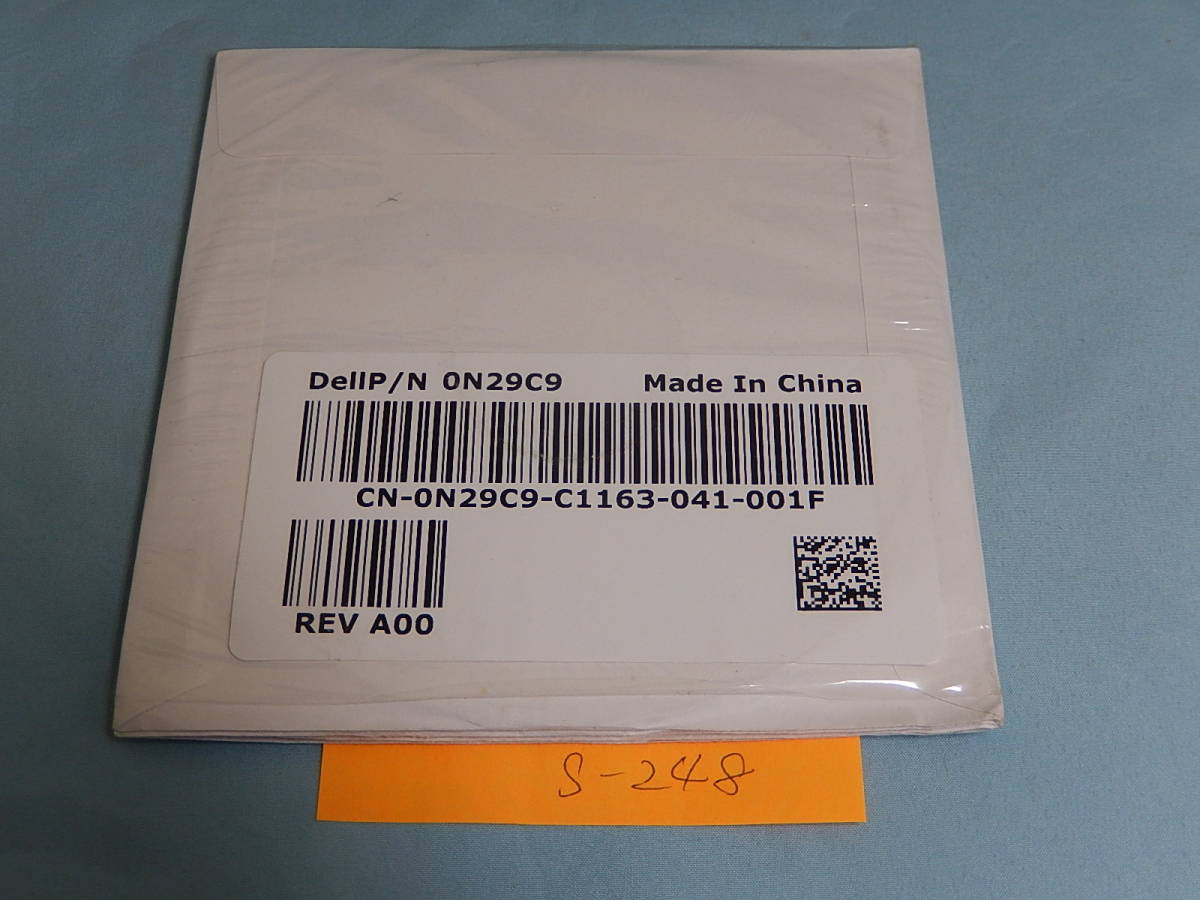 DellP/N 0N29C9 Made In China
CN-0N29C9-C1163-041-001F
REV A00
S-248